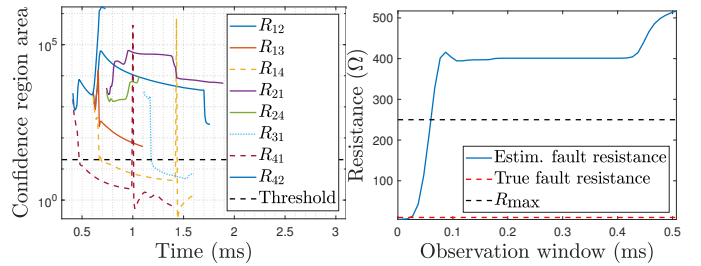 Confidence region area
10^5
10^0
0.5
1
1.5
2
2.5
3
Time (ms)
R_12
R_13
R_14
R_21
R_24
R_31
R_41
R_42
Threshold
Resistance (Ω)
500
400
300
200
100
0
0.1
0.2
0.3
0.4
0.5
Observation window (ms)
Estim. fault resistance
True fault resistance
R_max